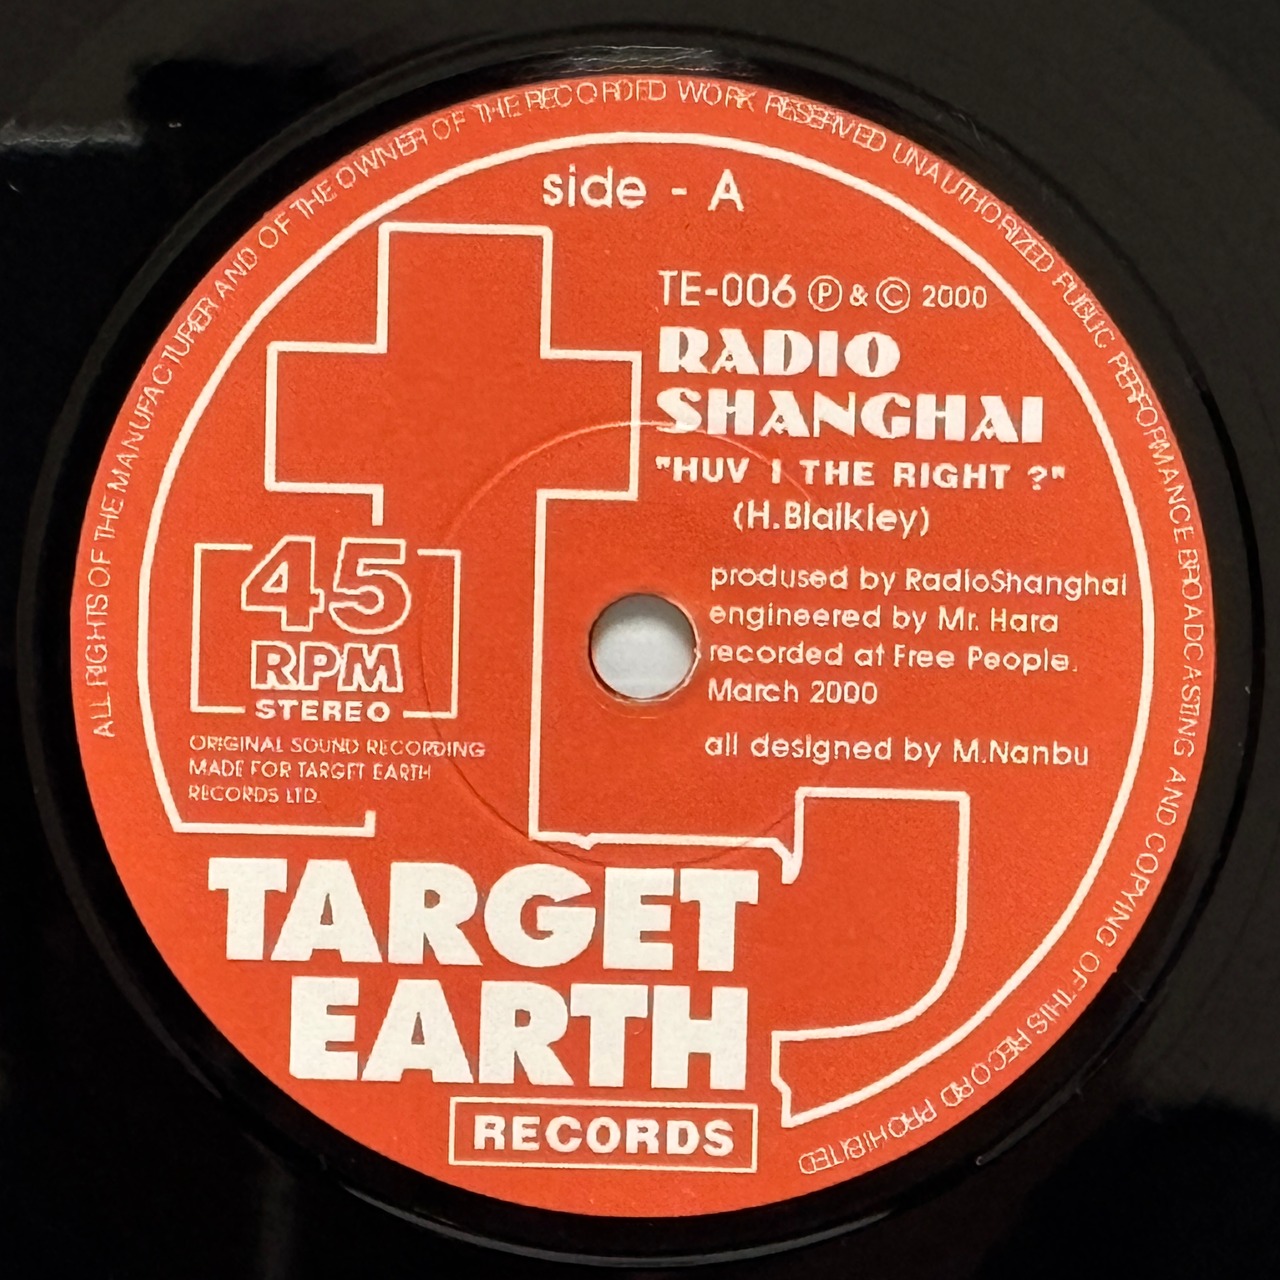 ALL RIGHTS OF THE MANUFACTURER AND OF THE OWNER OF THE RECORDED WORK RESERVED UNAUTHORIZED PUBLIC PERFORMANCE BROADCASTING AND COPYING OF THIS RECORD PROHIBITED
side - A
TE-006 Ⓟ & © 2000
RADIO
SHANGHAI
"HUV I THE RIGHT ?"
(H.Blalkley)
prodused by RadioShanghai
engineered by Mr. Hara
recorded at Free People.
March 2000
all designed by M.Nanbu
45
RPM
STEREO
ORIGINAL SOUND RECORDING
MADE FOR TARGET EARTH
RECORDS LTD.
TARGET
EARTH
RECORDS